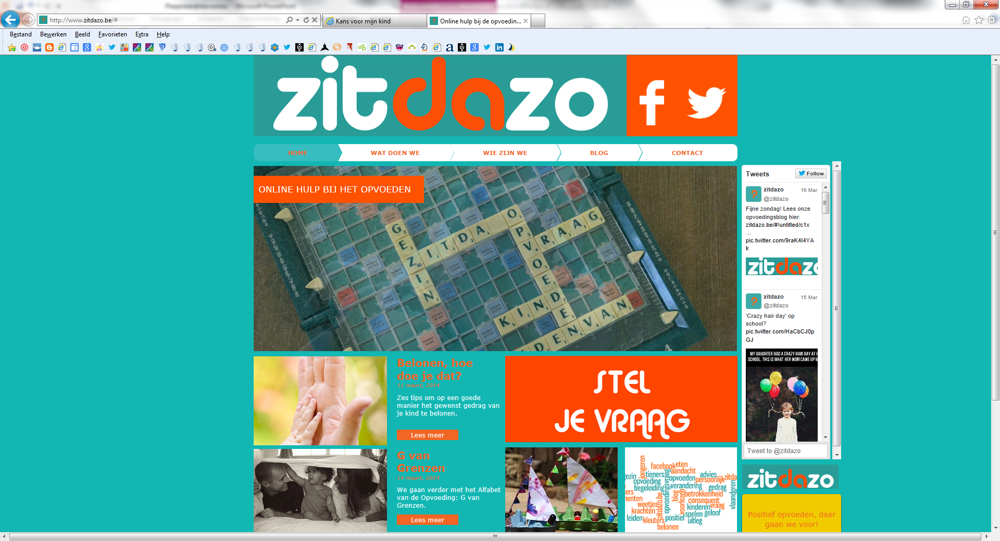 http://www.zitdazo.be/#
Kans voor mijn kind
Online hulp bij de opvoedin...
Bestand Bewerken Beeld Favorieten Extra Help
zitdazo
HOME
WAT DOEN WE
WIE ZIJN WE
BLOG
CONTACT
ONLINE HULP BIJ HET OPVOEDEN
GEZIN
ZITDAZO
OPVOEDEN
VRAAG
KIND
DENVAN
Belonen, hoe
doe je dat?
11 maart, 2014
Zes tips om op een goede
manier het gewenst gedrag van
je kind te belonen.
Lees meer
G van
Grenzen
14 maart, 2014
We gaan verder met het Alfabet
van de Opvoeding: G van
Grenzen.
Lees meer
STEL
JE VRAAG
jongeren
facebook
eten
aandacht
gezin
tieners
opvoeden
advies
opvoeding
opvoedingsvraag
persoonlijk
zitda
begeleiding
verandering
gedrag
blog
betrokkenheid
vlaanderen
menten
weetjes
zitdazo.be
voorlezen
consequent
krachten
kinderen
vraag
leiden
kleuters
positief
spelen
geloof
uitleg
belonen
Tweets
Follow
zitdazo
16 Mar
@zitdazo
Fijne zondag! Lees onze
opvoedingsblog hier:
zitdazo.be/#!untitled/c1x
...
pic.twitter.com/9raK4I4YA
k
zitdazo
zitdazo
15 Mar
@zitdazo
'Crazy hair day' op
school?
pic.twitter.com/HaCbCJ0p
GJ
MY DAUGHTER HAD A CRAZY HAIR DAY AT H
SCHOOL. THIS IS WHAT HER MOM CAME UP W
Tweet to @zitdazo
zitdazo
Positief opvoeden, daar
gaan we voor!